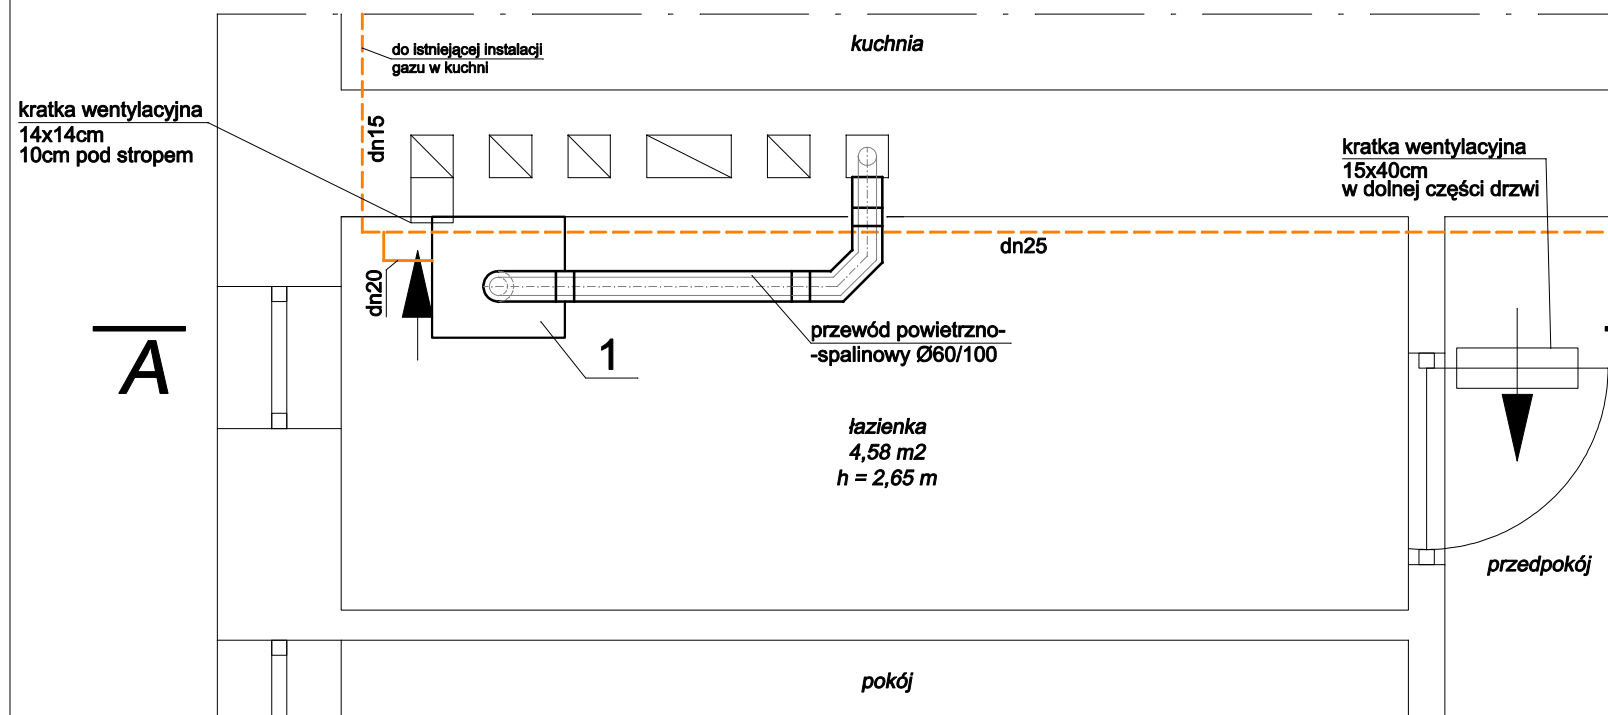 kuchnia
do istniejącej instalacji
gazu w kuchni
kratka wentylacyjna
14x14cm
10cm pod stropem
dn15
kratka wentylacyjna
15x40cm
w dolnej części drzwi
dn25
dn20
przewód powietrzno-
-spalinowy Ø60/100
1
A
łazienka
4,58 m2
h = 2,65 m
przedpokój
pokój